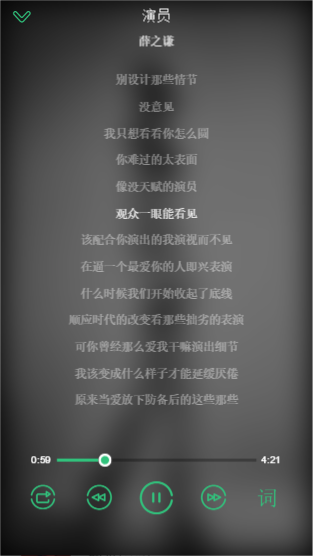 演员
薛之谦
别设计那些情节
没意见
我只想看看你怎么圆
你难过的太表面
像没天赋的演员
观众一眼能看见
该配合你演出的我演视而不见
在逼一个最爱你的人即兴表演
什么时候我们开始收起了底线
顺应时代的改变看那些拙劣的表演
可你曾经那么爱我干嘛演出细节
我该变成什么样子才能延缓厌倦
原来当爱放下防备后的这些那些
0:59
4:21
词